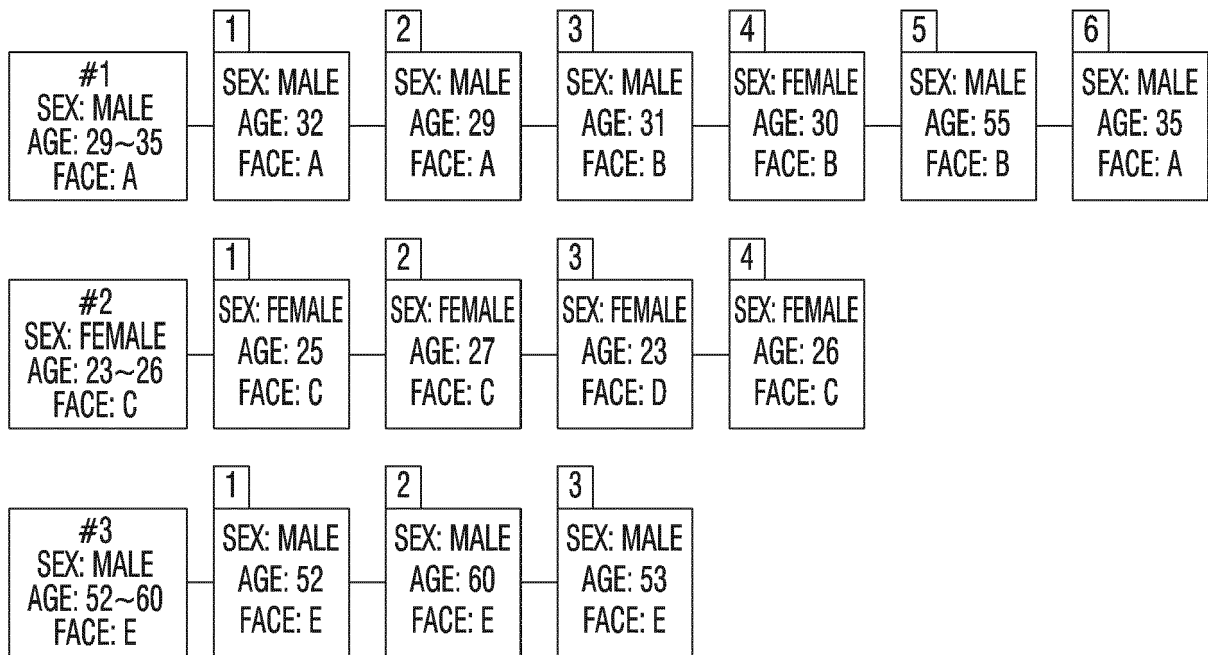 1
2
3
4
5
6
#1
SEX: MALE
AGE: 29~35
FACE: A
SEX: MALE
AGE: 32
FACE: A
SEX: MALE
AGE: 29
FACE: A
SEX: MALE
AGE: 31
FACE: B
SEX: FEMALE
AGE: 30
FACE: B
SEX: MALE
AGE: 55
FACE: B
SEX: MALE
AGE: 35
FACE: A
1
2
3
4
#2
SEX: FEMALE
AGE: 23~26
FACE: C
SEX: FEMALE
AGE: 25
FACE: C
SEX: FEMALE
AGE: 27
FACE: C
SEX: FEMALE
AGE: 23
FACE: D
SEX: FEMALE
AGE: 26
FACE: C
1
2
3
#3
SEX: MALE
AGE: 52~60
FACE: E
SEX: MALE
AGE: 52
FACE: E
SEX: MALE
AGE: 60
FACE: E
SEX: MALE
AGE: 53
FACE: E